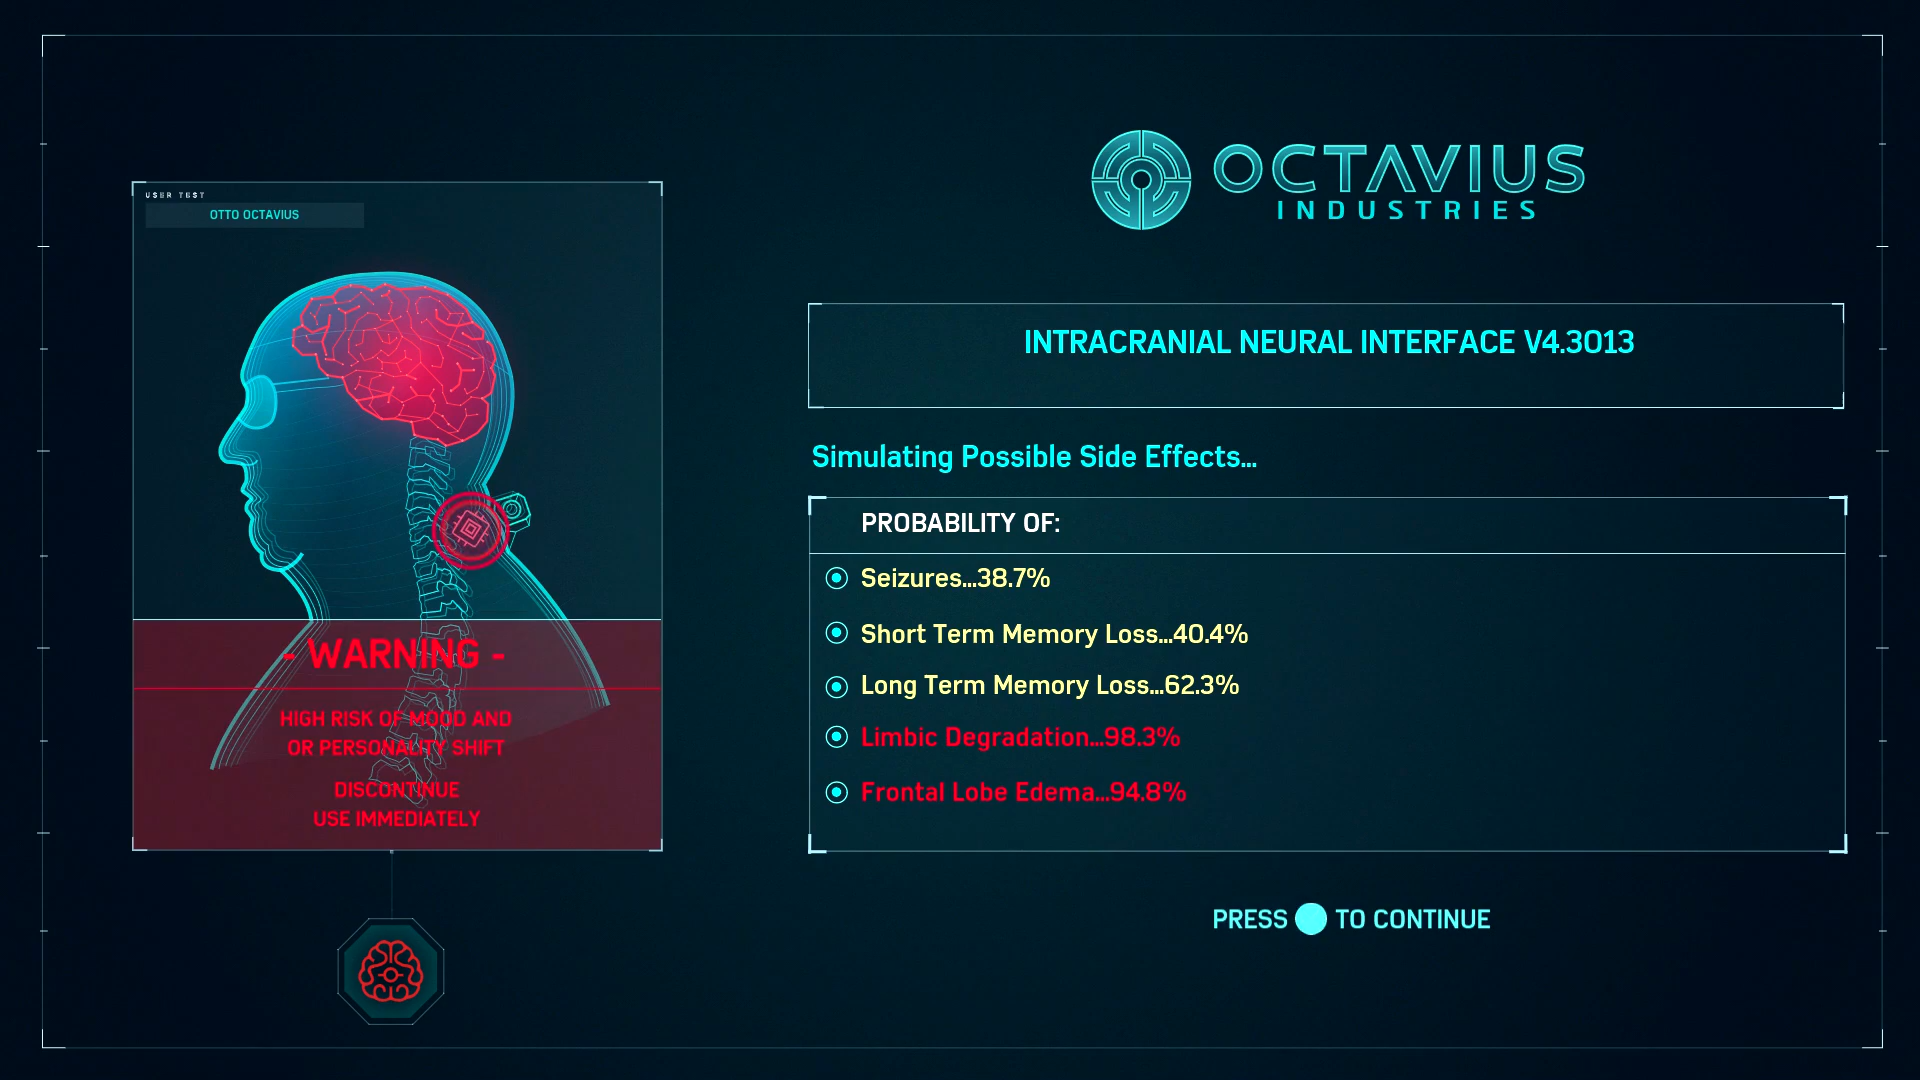 USER TEST
OTTO OCTAVIUS
- WARNING -
HIGH RISK OF MOOD AND
OR PERSONALITY SHIFT
DISCONTINUE
USE IMMEDIATELY
OCTAVIUS
INDUSTRIES
INTRACRANIAL NEURAL INTERFACE V4.3013
Simulating Possible Side Effects...
PROBABILITY OF:
Seizures...38.7%
Short Term Memory Loss...40.4%
Long Term Memory Loss...62.3%
Limbic Degradation...98.3%
Frontal Lobe Edema...94.8%
PRESS TO CONTINUE